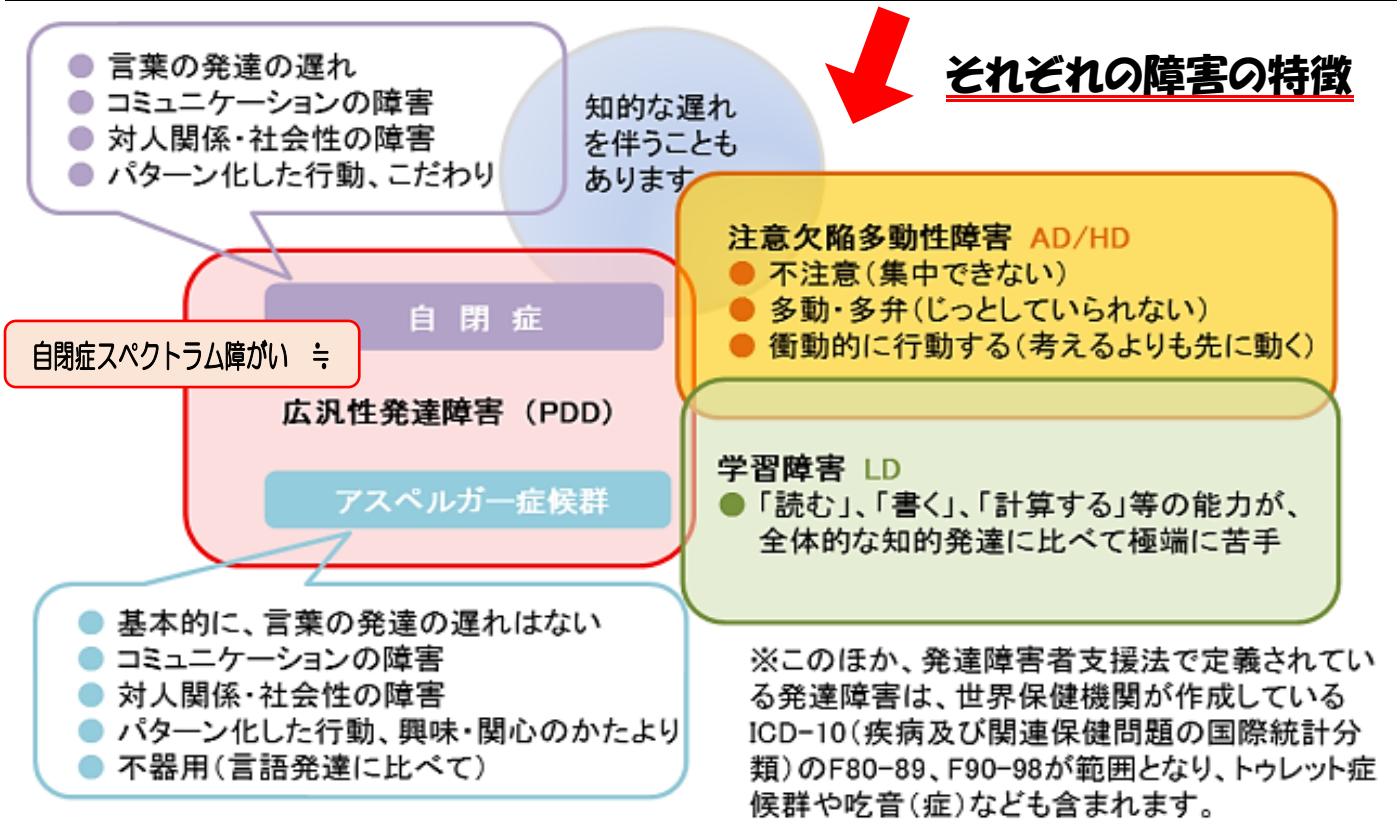 それぞれの障害の特徴
● 言葉の発達の遅れ
● コミュニケーションの障害
● 対人関係・社会性の障害
● パターン化した行動、こだわり
知的な遅れ
を伴うことも
あります
注意欠陥多動性障害 AD/HD
● 不注意(集中できない)
● 多動・多弁(じっとしていられない)
● 衝動的に行動する(考えるよりも先に動く)
自 閉 症
自閉症スペクトラム障がい ≒
広汎性発達障害 (PDD)
アスペルガー症候群
学習障害 LD
● 「読む」、「書く」、「計算する」等の能力が、
全体的な知的発達に比べて極端に苦手
● 基本的に、言葉の発達の遅れはない
● コミュニケーションの障害
● 対人関係・社会性の障害
● パターン化した行動、興味・関心のかたより
● 不器用(言語発達に比べて)
※このほか、発達障害者支援法で定義されてい
る発達障害は、世界保健機関が作成している
ICD-10(疾病及び関連保健問題の国際統計分
類)のF80-89、F90-98が範囲となり、トゥレット症
候群や吃音(症)なども含まれます。